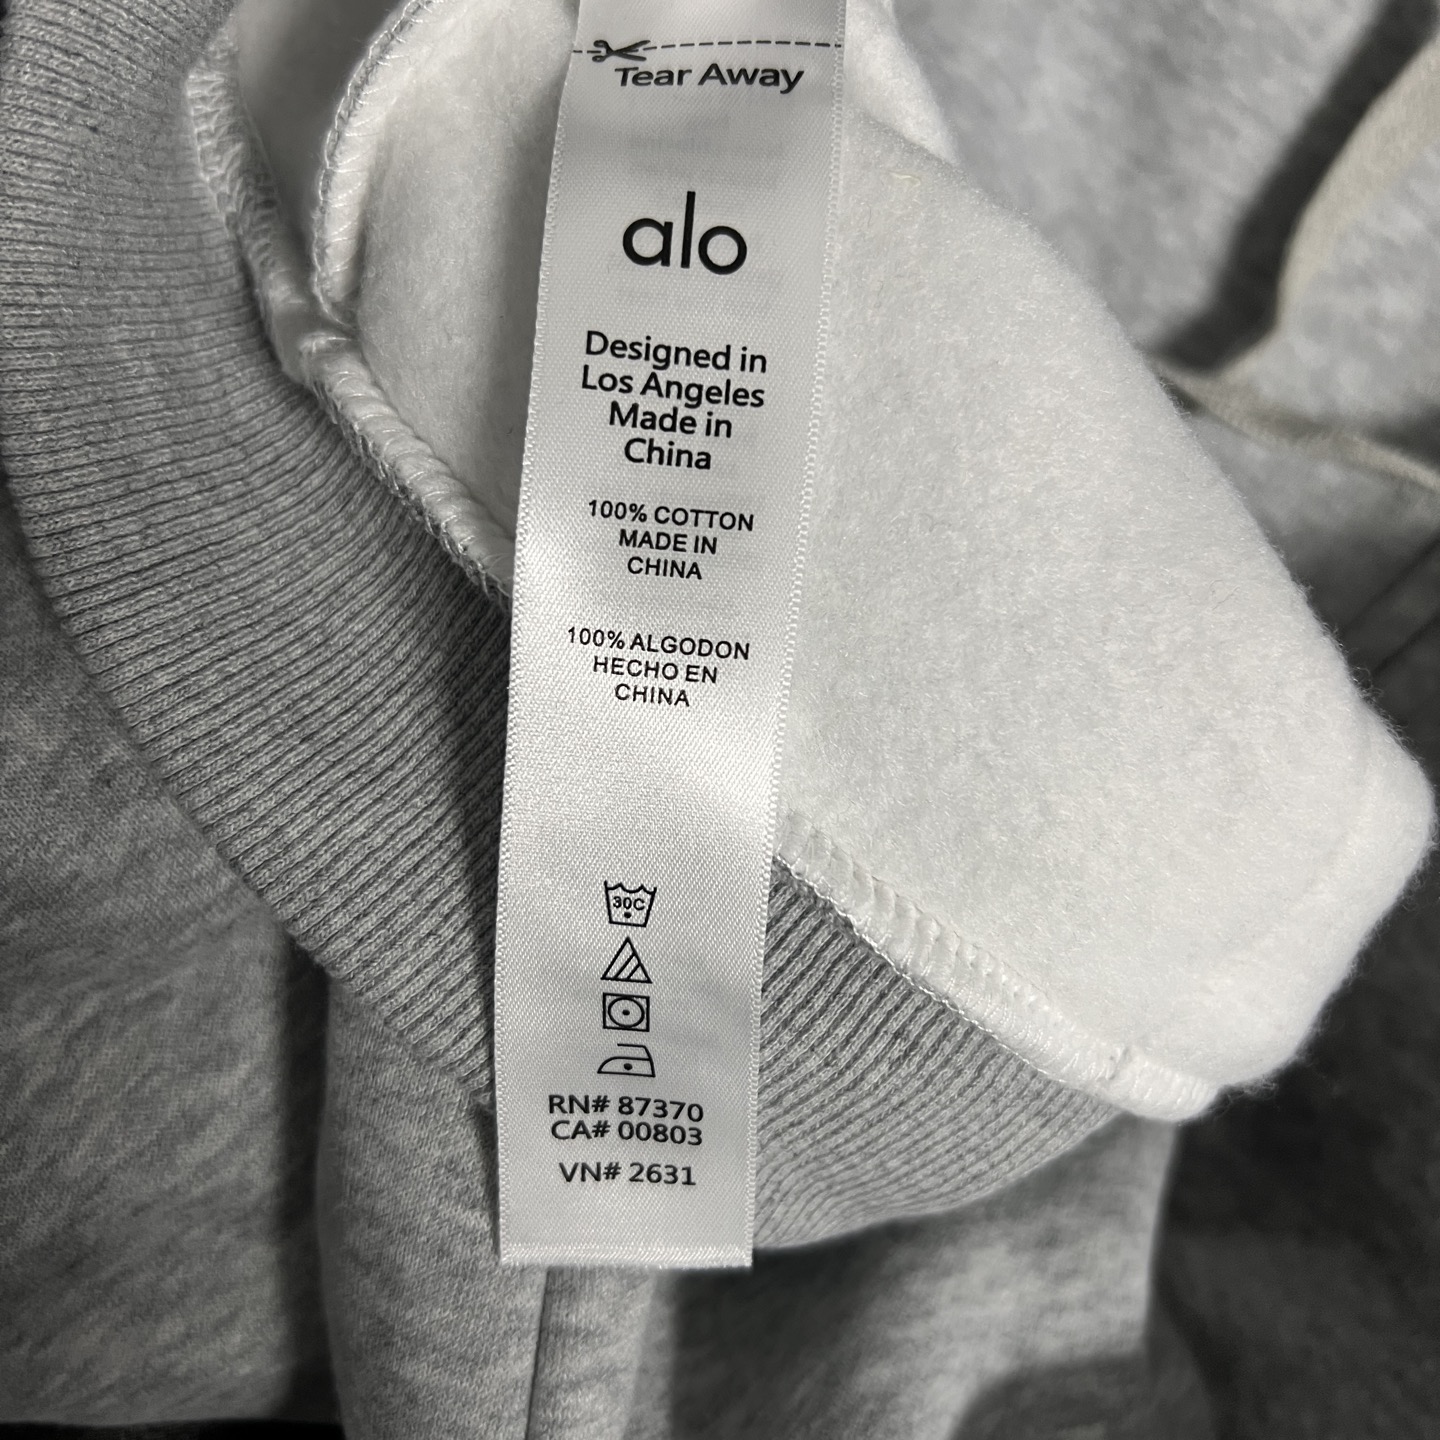 Tear Away
alo
Designed in
Los Angeles
Made in
China
100% COTTON
MADE IN
CHINA
100% ALGODON
HECHO EN
CHINA
30C
RN# 87370
CA# 00803
VN# 2631